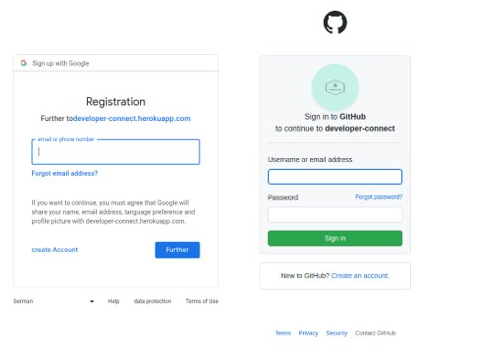 Sign up with Google
Registration
Further to developer-connect.herokuapp.com
email or phone number
Forgot email address?
If you want to continue, you must agree that Google will
share your name, email address, language preference and
profile picture with developer-connect.herokuapp.com.
create Account
Further
German
Help
data protection
Terms of Use
Sign in to GitHub
to continue to developer-connect
Username or email address
Password
Forgot password?
Sign in
New to GitHub? Create an account.
Terms
Privacy
Security
Contact GitHub